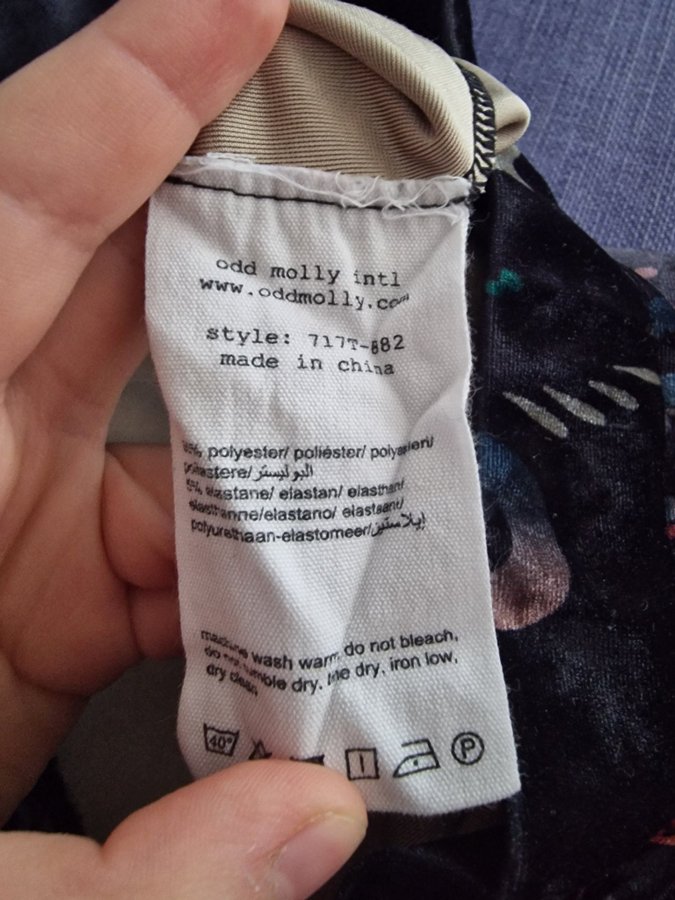 odd molly intl
www.oddmolly.com
style: 717T-882
made in china
polyester/ poliéster/ polyesteri/
poliestere/البوليستر
5% elastane/ elastan/ elasthan/
elasthanne/elastano/ elastaani/
polyurethaan-elastomeer/إيلاستين
machine wash warm, do not bleach,
do not tumble dry, line dry, iron low,
dry clean
40° P